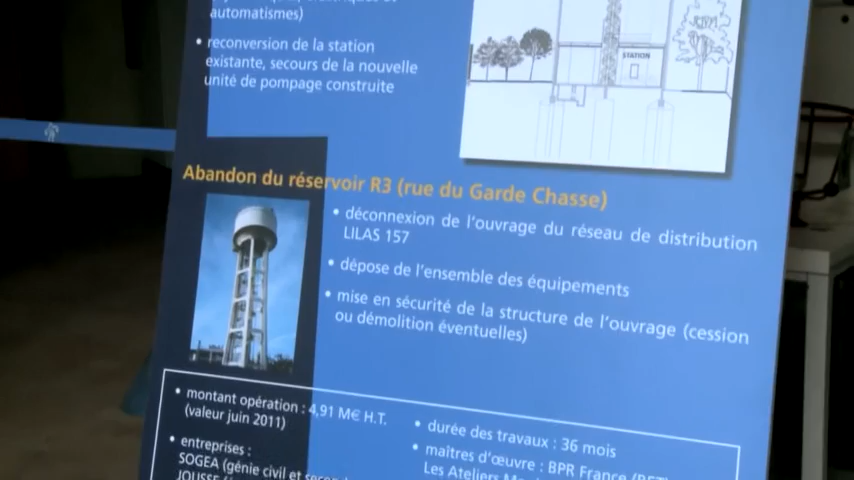 automatismes)
• reconversion de la station
existante, secours de la nouvelle
unité de pompage construite
STATION
Abandon du réservoir R3 (rue du Garde Chasse)
• déconnexion de l'ouvrage du réseau de distribution
LILAS 157
• dépose de l'ensemble des équipements
• mise en sécurité de la structure de l'ouvrage (cession
ou démolition éventuelles)
• montant opération : 4,91 M€ H.T.
(valeur juin 2011)
• entreprises :
SOGEA (génie civil et
• durée des travaux : 36 mois
• maîtres d'œuvre : BPR France
Les Ateliers